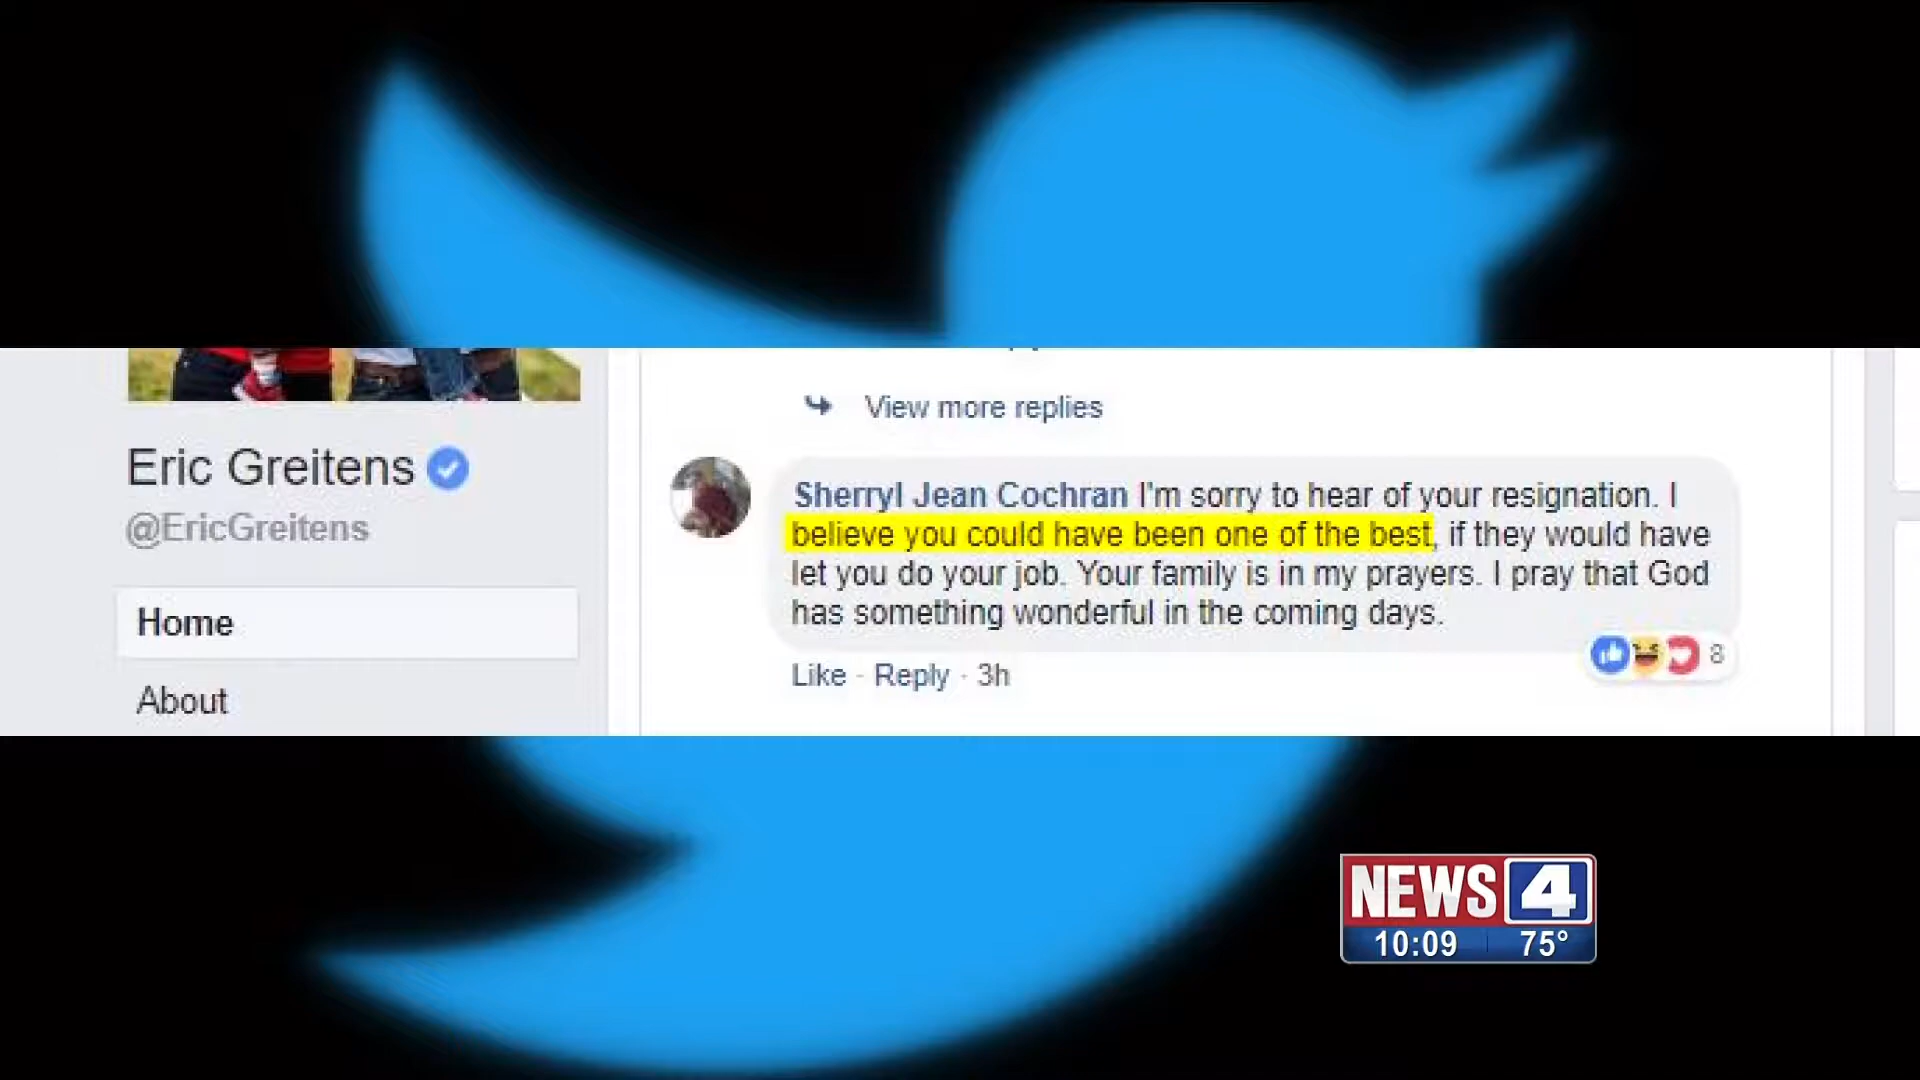 View more replies
Eric Greitens
@EricGreitens
Home
About
Sherryl Jean Cochran I'm sorry to hear of your resignation. I
believe you could have been one of the best, if they would have
let you do your job. Your family is in my prayers. I pray that God
has something wonderful in the coming days.
Like · Reply · 3h
8
NEWS 4
10:09 75°